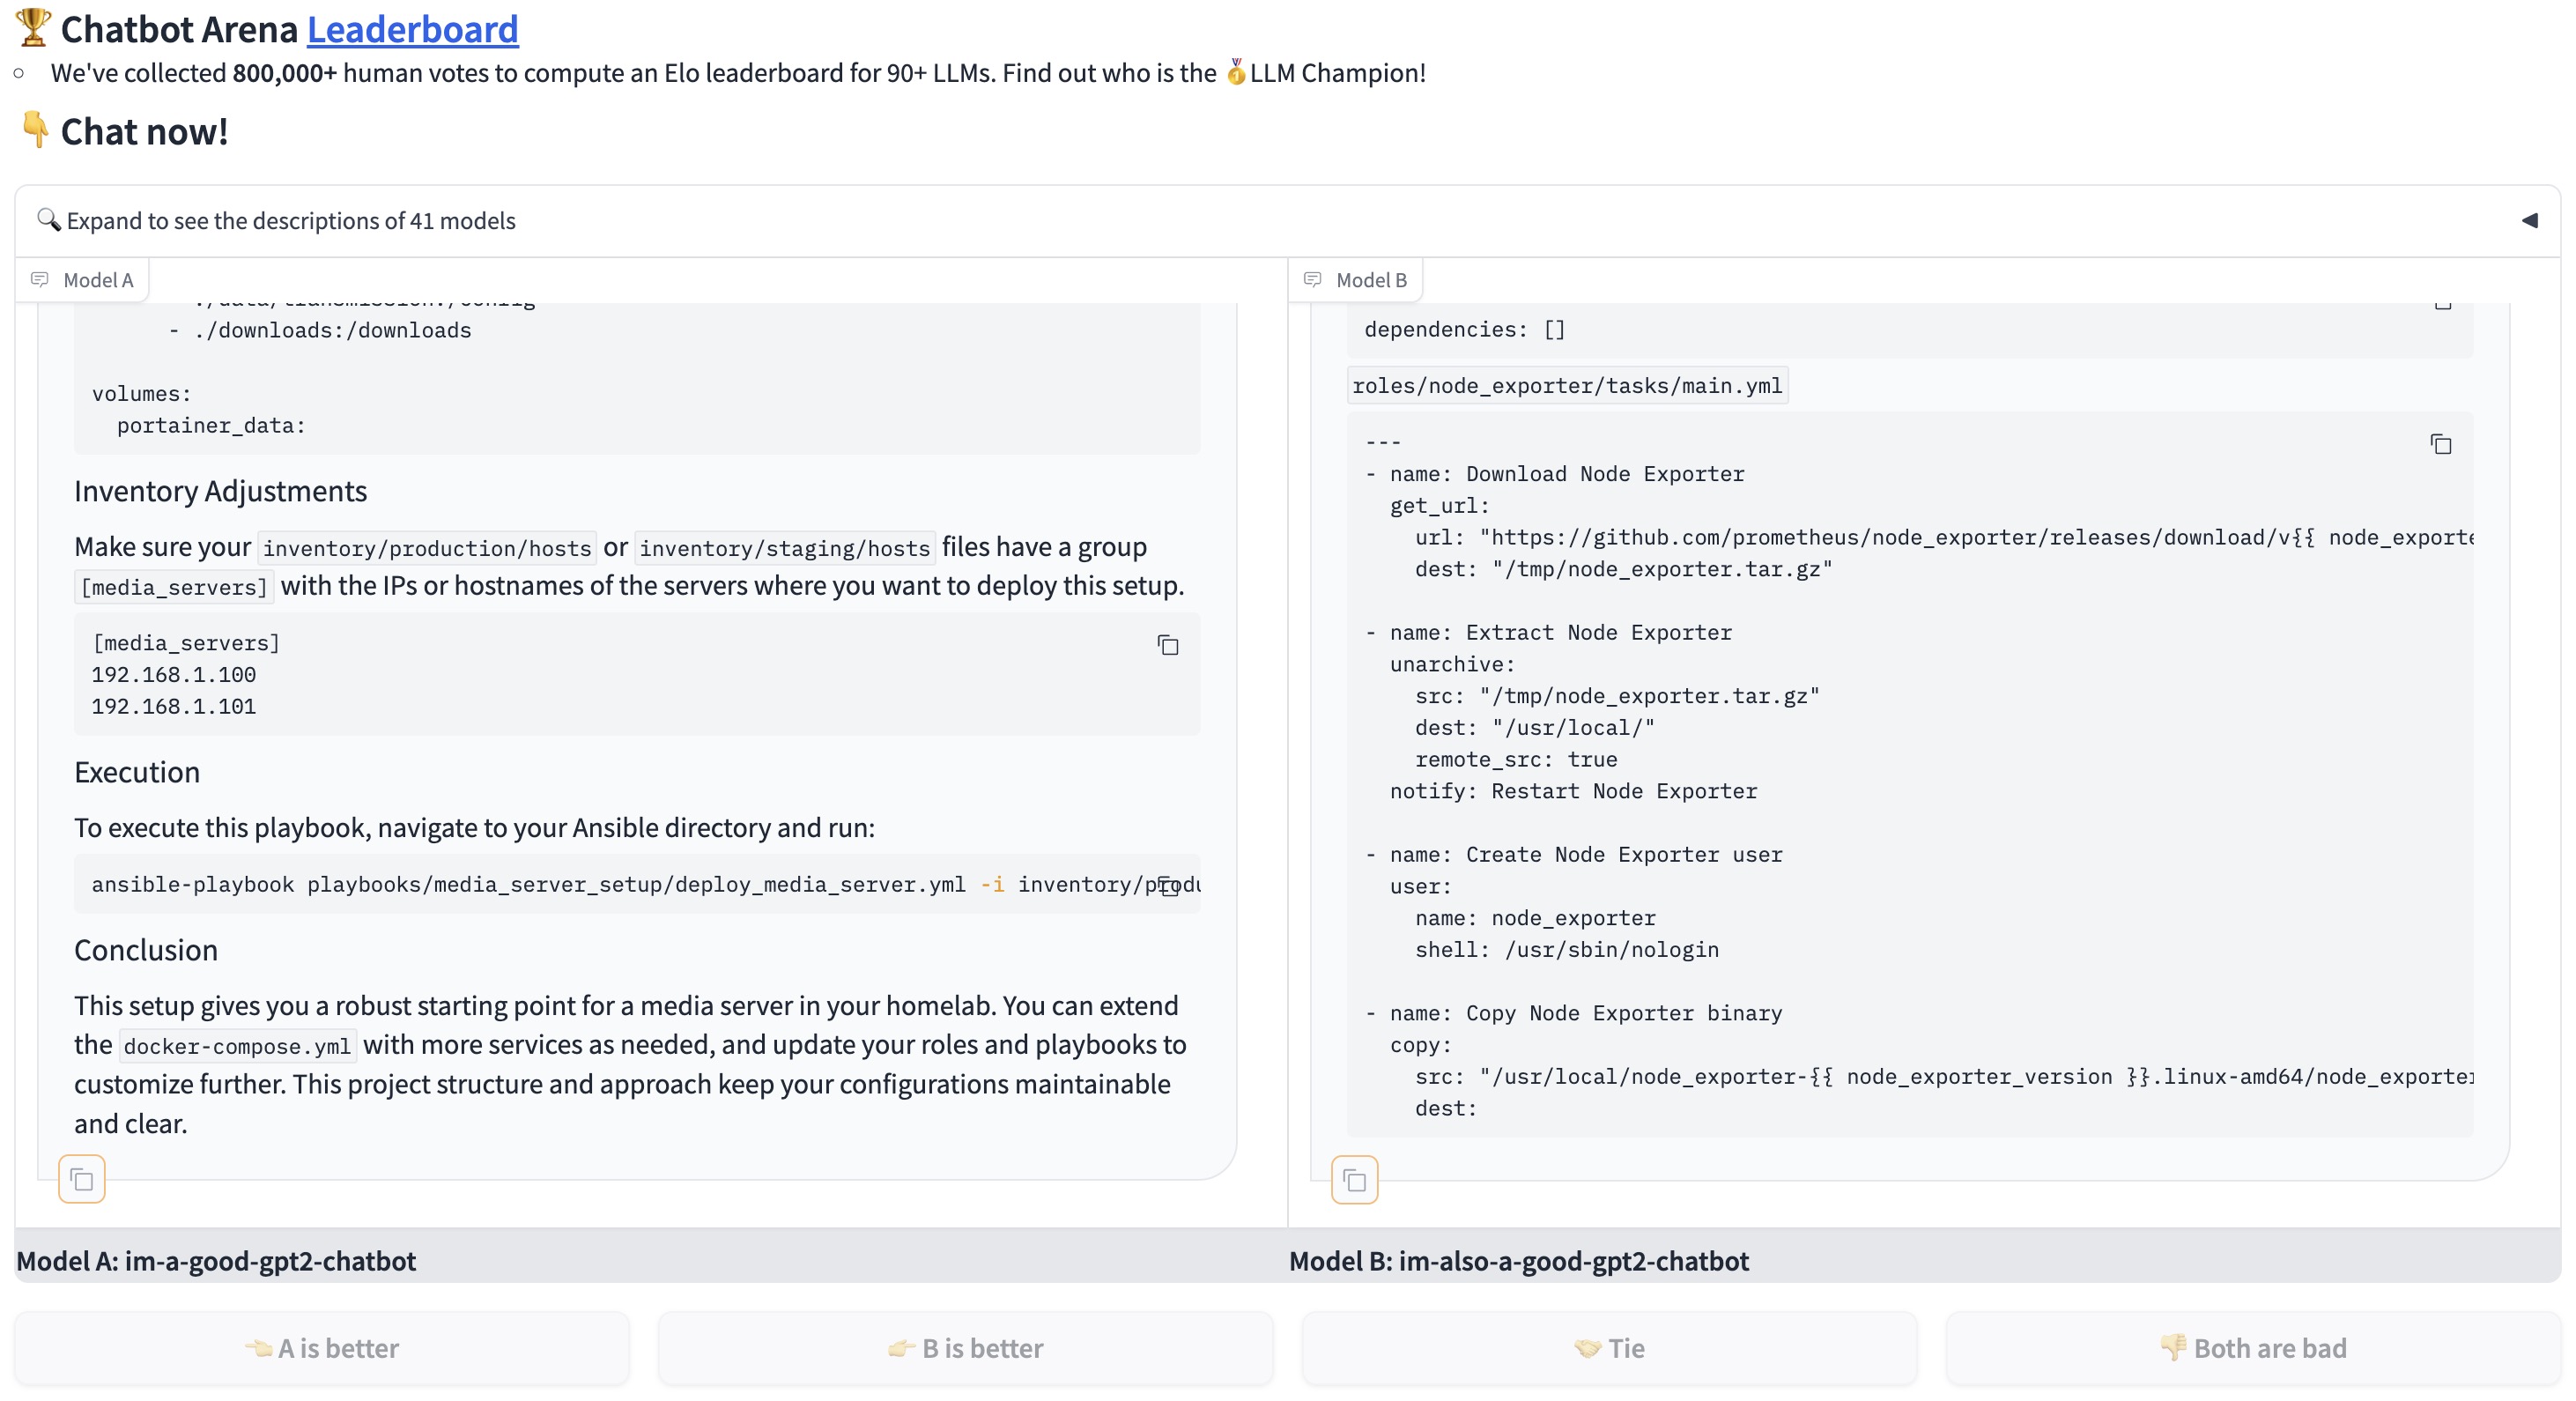 🏆 Chatbot Arena Leaderboard
We've collected 800,000+ human votes to compute an Elo leaderboard for 90+ LLMs. Find out who is the 🥇LLM Champion!
👇 Chat now!
🔍 Expand to see the descriptions of 41 models
Model A
- ./downloads:/downloads
volumes:
portainer_data:
Inventory Adjustments
Make sure your inventory/production/hosts or inventory/staging/hosts files have a group
[media_servers] with the IPs or hostnames of the servers where you want to deploy this setup.
[media_servers]
192.168.1.100
192.168.1.101
Execution
To execute this playbook, navigate to your Ansible directory and run:
ansible-playbook playbooks/media_server_setup/deploy_media_server.yml -i inventory/produ
Conclusion
This setup gives you a robust starting point for a media server in your homelab. You can extend
the docker-compose.yml with more services as needed, and update your roles and playbooks to
customize further. This project structure and approach keep your configurations maintainable
and clear.
Model B
dependencies: []
roles/node_exporter/tasks/main.yml
---
- name: Download Node Exporter
get_url:
url: "https://github.com/prometheus/node_exporter/releases/download/v{{ node_exporte
dest: "/tmp/node_exporter.tar.gz"
- name: Extract Node Exporter
unarchive:
src: "/tmp/node_exporter.tar.gz"
dest: "/usr/local/"
remote_src: true
notify: Restart Node Exporter
- name: Create Node Exporter user
user:
name: node_exporter
shell: /usr/sbin/nologin
- name: Copy Node Exporter binary
copy:
src: "/usr/local/node_exporter-{{ node_exporter_version }}.linux-amd64/node_exporter
dest:
Model A: im-a-good-gpt2-chatbot
Model B: im-also-a-good-gpt2-chatbot
👈 A is better
👉 B is better
🤝 Tie
👎 Both are bad